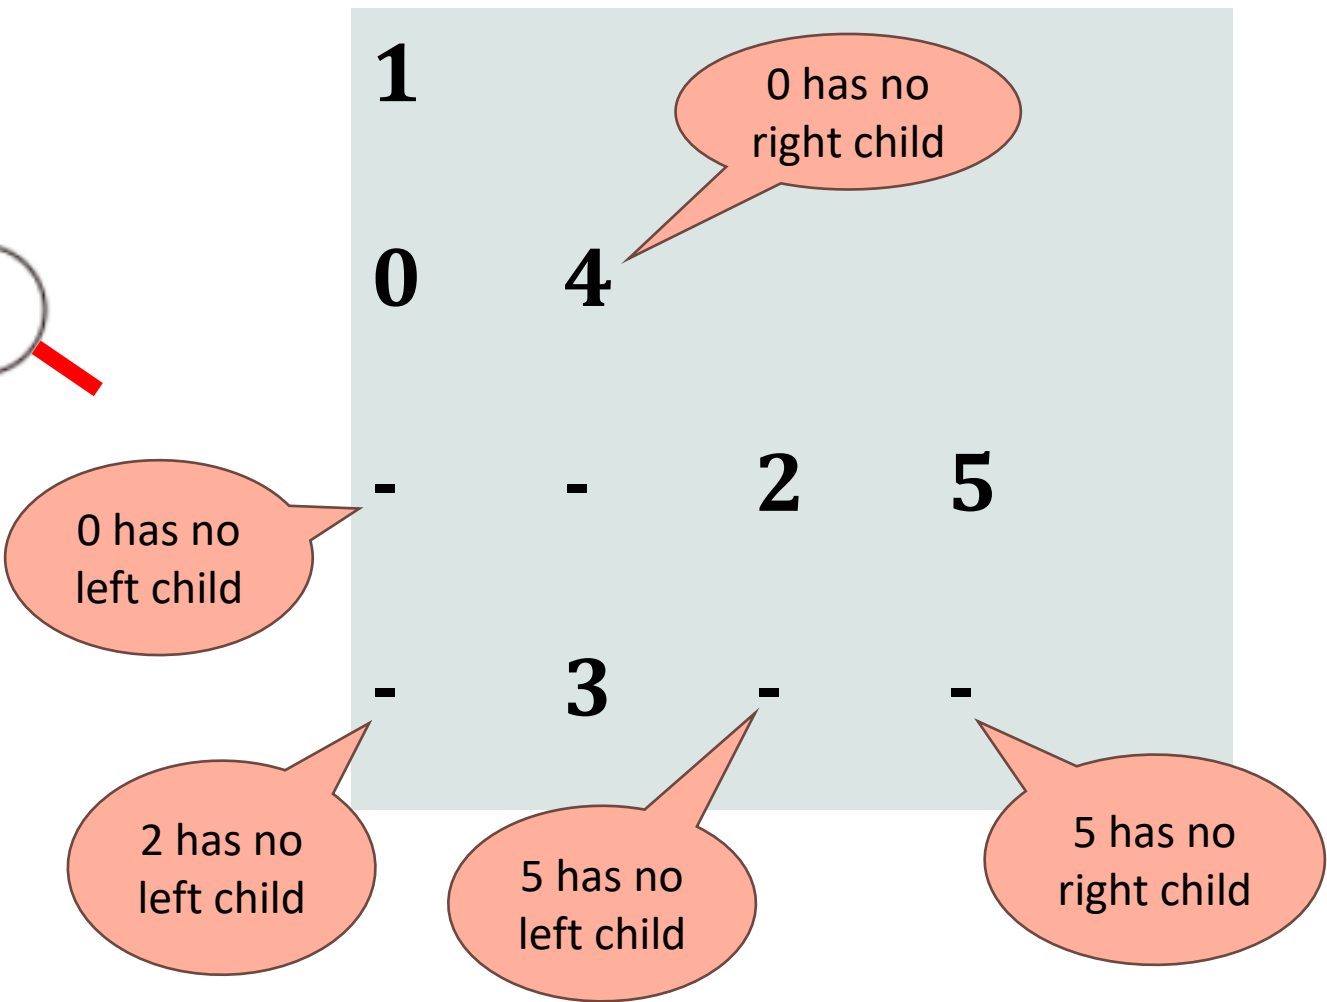 1
0 has no
right child
0 4
- - 2 5
0 has no
left child
- 3 - -
2 has no
left child
5 has no
left child
5 has no
right child